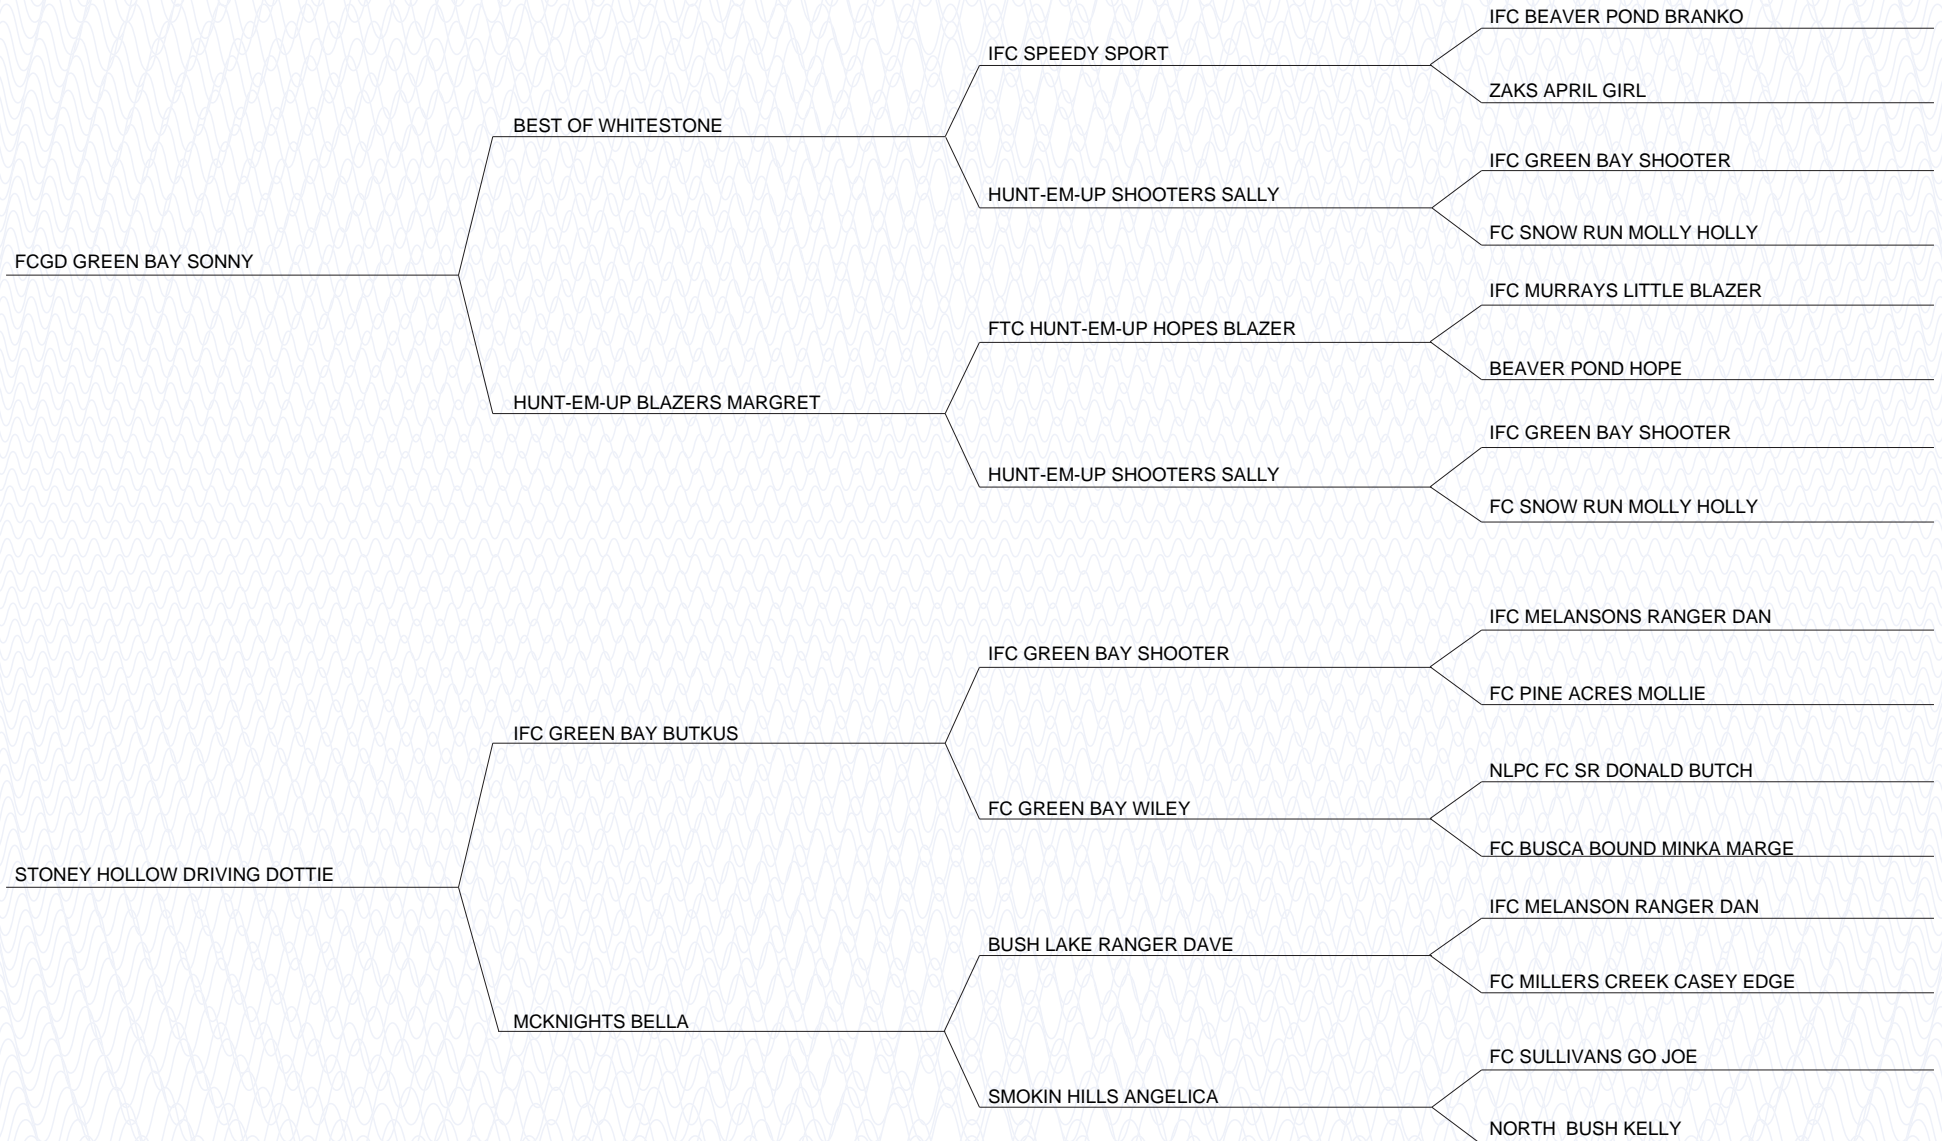 IFC BEAVER POND BRANKO
IFC SPEEDY SPORT
ZAKS APRIL GIRL
BEST OF WHITESTONE
IFC GREEN BAY SHOOTER
HUNT-EM-UP SHOOTERS SALLY
FC SNOW RUN MOLLY HOLLY
FCGD GREEN BAY SONNY
IFC MURRAYS LITTLE BLAZER
FTC HUNT-EM-UP HOPES BLAZER
BEAVER POND HOPE
HUNT-EM-UP BLAZERS MARGRET
IFC GREEN BAY SHOOTER
HUNT-EM-UP SHOOTERS SALLY
FC SNOW RUN MOLLY HOLLY
IFC MELANSONS RANGER DAN
IFC GREEN BAY SHOOTER
FC PINE ACRES MOLLIE
IFC GREEN BAY BUTKUS
NLPC FC SR DONALD BUTCH
FC GREEN BAY WILEY
FC BUSCA BOUND MINKA MARGE
STONEY HOLLOW DRIVING DOTTIE
IFC MELANSON RANGER DAN
BUSH LAKE RANGER DAVE
FC MILLERS CREEK CASEY EDGE
MCKNIGHTS BELLA
FC SULLIVANS GO JOE
SMOKIN HILLS ANGELICA
NORTH  BUSH KELLY